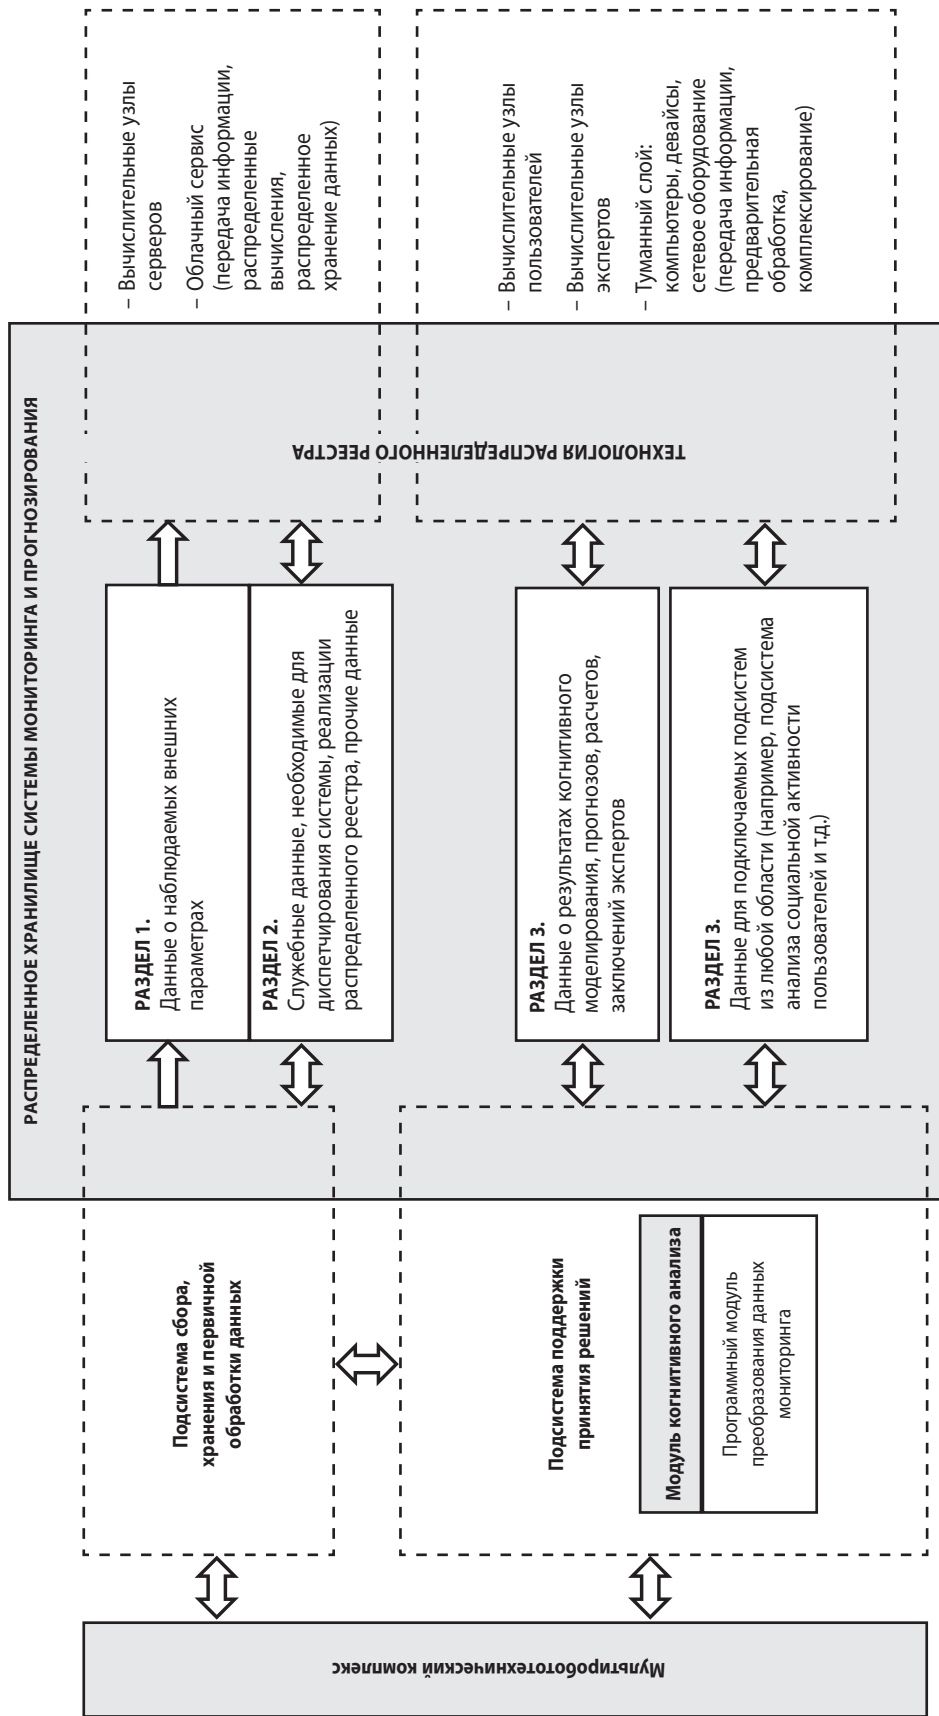 РАСПРЕДЕЛЕННОЕ ХРАНИЛИЩЕ СИСТЕМЫ МОНИТОРИНГА И ПРОГНОЗИРОВАНИЯ
Мультиробототехнический комплекс
Подсистема сбора,
хранения и первичной
обработки данных
Подсистема поддержки
принятия решений
Модуль когнитивного анализа
Программный модуль
преобразования данных
мониторинга
РАЗДЕЛ 1.
Данные о наблюдаемых внешних
параметрах
РАЗДЕЛ 2.
Служебные данные, необходимые для
диспетчирования системы, реализации
распределенного реестра, прочие данные
РАЗДЕЛ 3.
Данные о результатах когнитивного
моделирования, прогнозов, расчетов,
заключений экспертов
РАЗДЕЛ 3.
Данные для подключаемых подсистем
из любой области (например, подсистема
анализа социальной активности
пользователей и т.д.)
ТЕХНОЛОГИЯ РАСПРЕДЕЛЕННОГО РЕЕСТРА
– Вычислительные узлы
серверов
– Облачный сервис
(передача информации,
распределенные
вычисления,
распределенное
хранение данных)
– Вычислительные узлы
пользователей
– Вычислительные узлы
экспертов
– Туманный слой:
компьютеры, девайсы,
сетевое оборудование
(передача информации,
предварительная
обработка,
комплексирование)